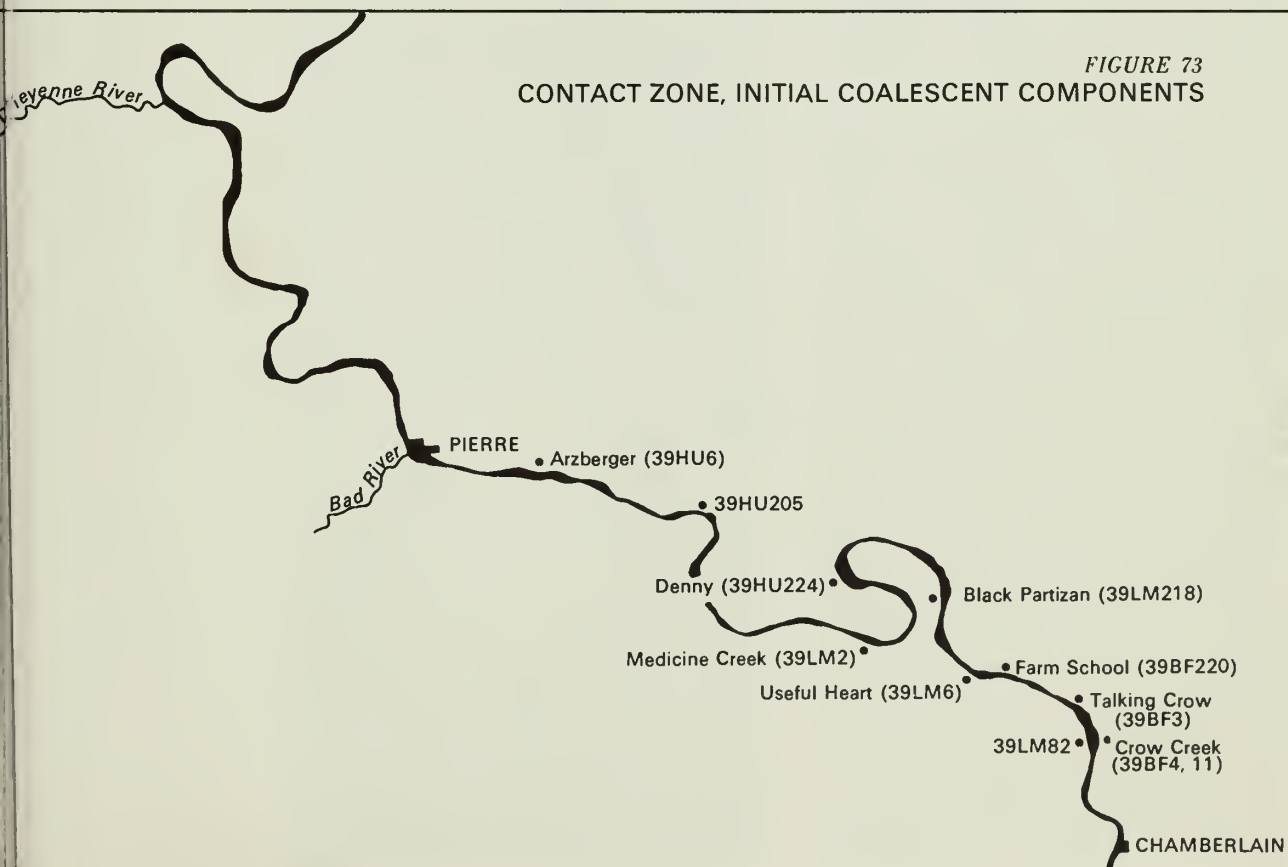 FIGURE 73
CONTACT ZONE, INITIAL COALESCENT COMPONENTS
River
PIERRE
Bad River
Arzberger (39HU6)
39HU205
Denny (39HU224)
Black Partizan (39LM218)
Medicine Creek (39LM2)
Farm School (39BF220)
Useful Heart (39LM6)
Talking Crow
(39BF3)
39LM82
Crow Creek
(39BF4, 11)
CHAMBERLAIN